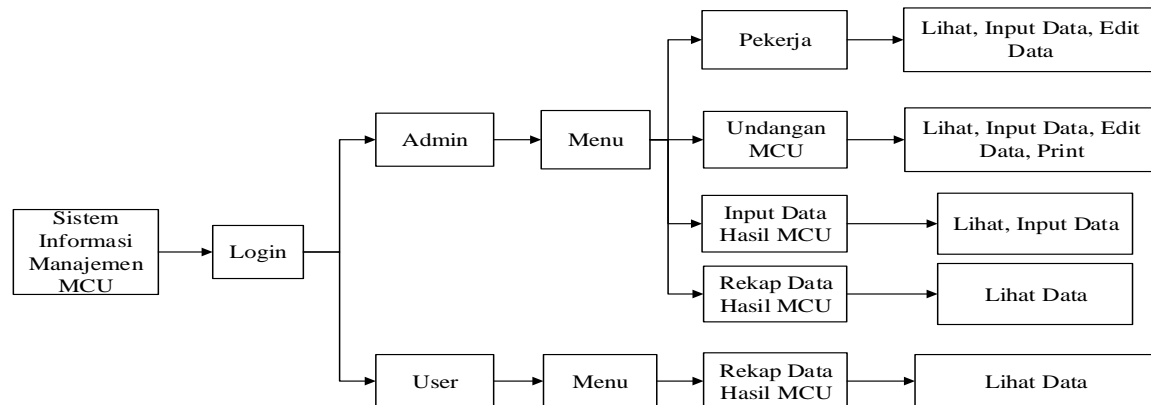 Pekerja
Lihat, Input Data, Edit
Data
Admin
Menu
Undangan
MCU
Lihat, Input Data, Edit
Data, Print
Sistem
Informasi
Manajemen
MCU
Login
Input Data
Hasil MCU
Lihat, Input Data
Rekap Data
Hasil MCU
Lihat Data
User
Menu
Rekap Data
Hasil MCU
Lihat Data